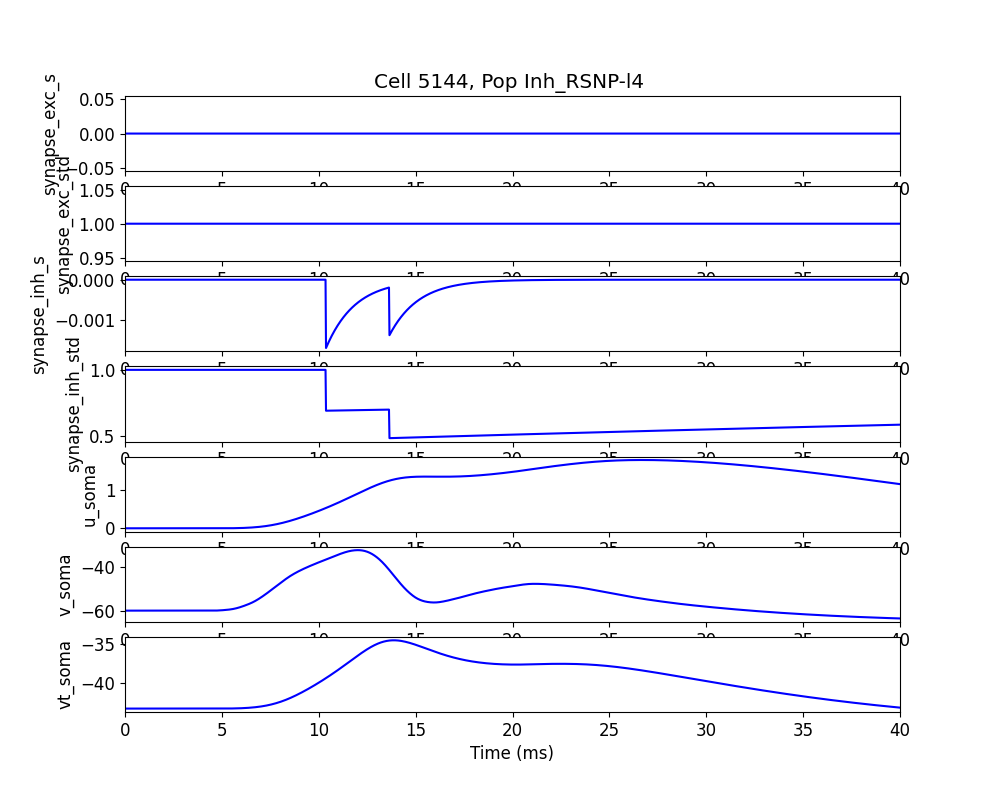 Cell 5144, Pop Inh_RSNP-l4
synapse_exc_s
0.05
0.00
−0.05
synapse_exc_std
1.05
1.00
0.95
synapse_inh_s
0.000
−0.001
synapse_inh_std
1.0
0.5
u_soma
1
0
v_soma
−40
−60
vt_soma
−35
−40
0 5 10 15 20 25 30 35 40
Time (ms)